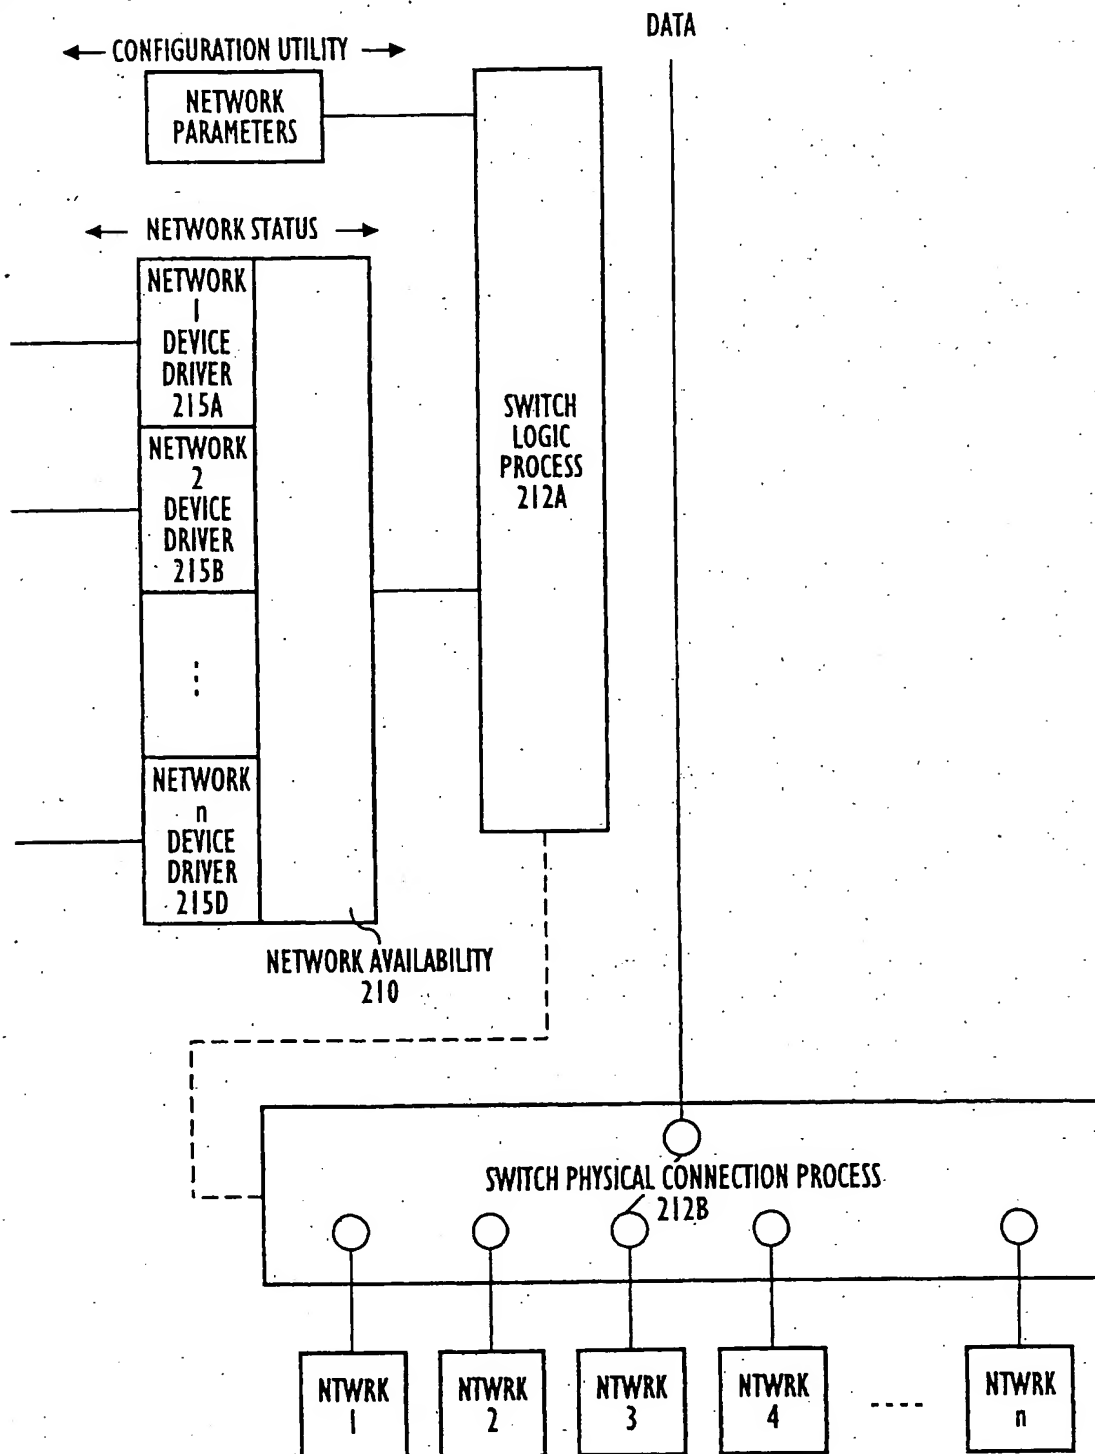 DATA
CONFIGURATION UTILITY
NETWORK
PARAMETERS
NETWORK STATUS
NETWORK
1
DEVICE
DRIVER
215A
NETWORK
2
DEVICE
DRIVER
215B
NETWORK
n
DEVICE
DRIVER
215D
SWITCH
LOGIC
PROCESS
212A
NETWORK AVAILABILITY
210
SWITCH PHYSICAL CONNECTION PROCESS
212B
NTWRK
1
NTWRK
2
NTWRK
3
NTWRK
4
NTWRK
n